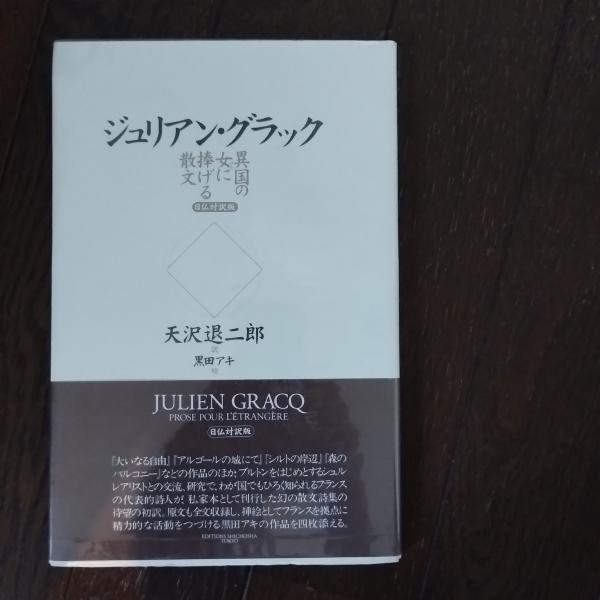 ジュリアン・グラック
異国の
女に
捧げる
散文
日仏対訳版
天沢退二郎
訳
黒田アキ
絵
JULIEN GRACQ
PROSE POUR L'ÉTRANGÈRE
日仏対訳版
『大いなる自由』『アルゴールの城にて』『シルトの岸辺』『森の
バルコニー』などの作品のほか、ブルトンをはじめとするシュル
レアリストとの交流、研究で、わが国でもひろく知られるフランス
の代表的詩人が、私家本として刊行した幻の散文詩集の
待望の初訳。原文も全文収録し、挿絵としてフランスを拠点に
精力的な活動をつづける黒田アキの作品を四枚添える。
EDITIONS SHICHOSHA
TOKYO